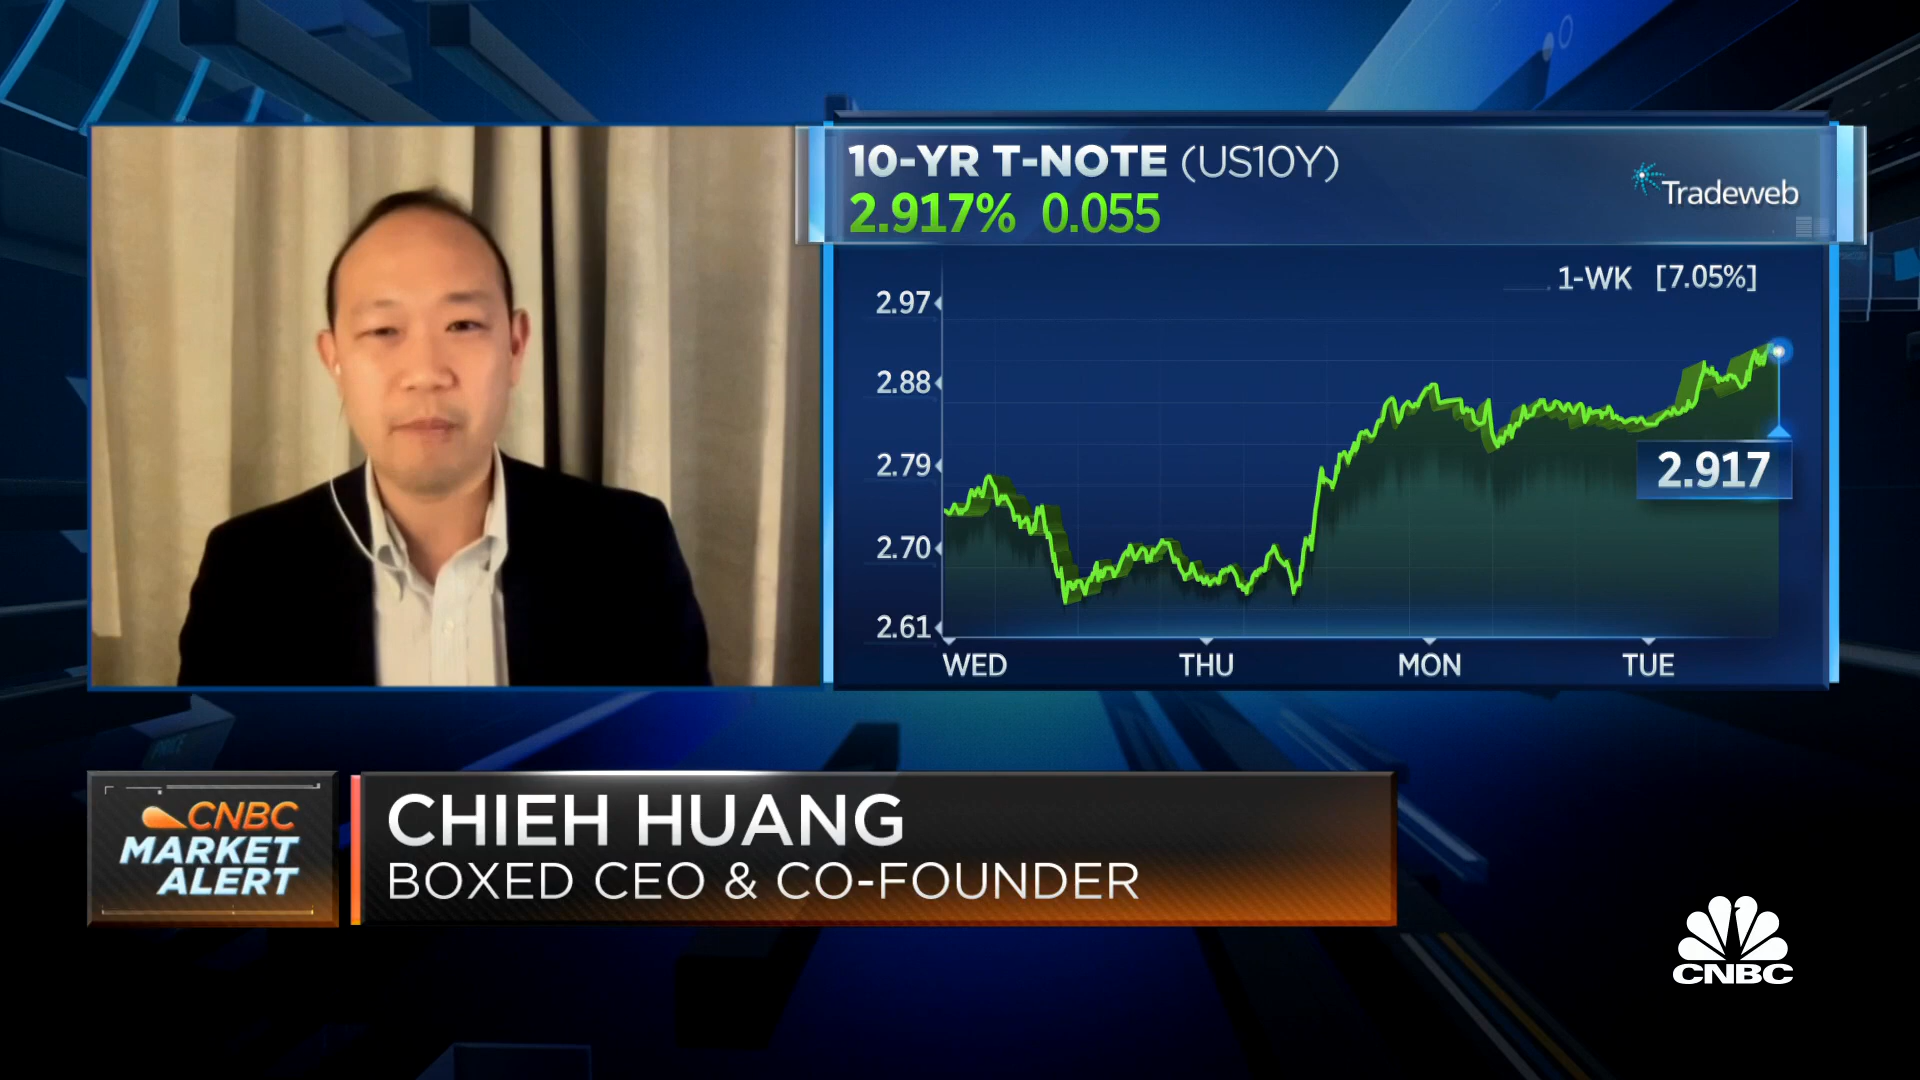 10-YR T-NOTE (US10Y)
2.917% 0.055
Tradeweb
1-WK [7.05%]
2.97
2.88
2.79
2.70
2.61
2.917
WED THU MON TUE
CNBC
MARKET
ALERT
CHIEH HUANG
BOXED CEO & CO-FOUNDER
CNBC